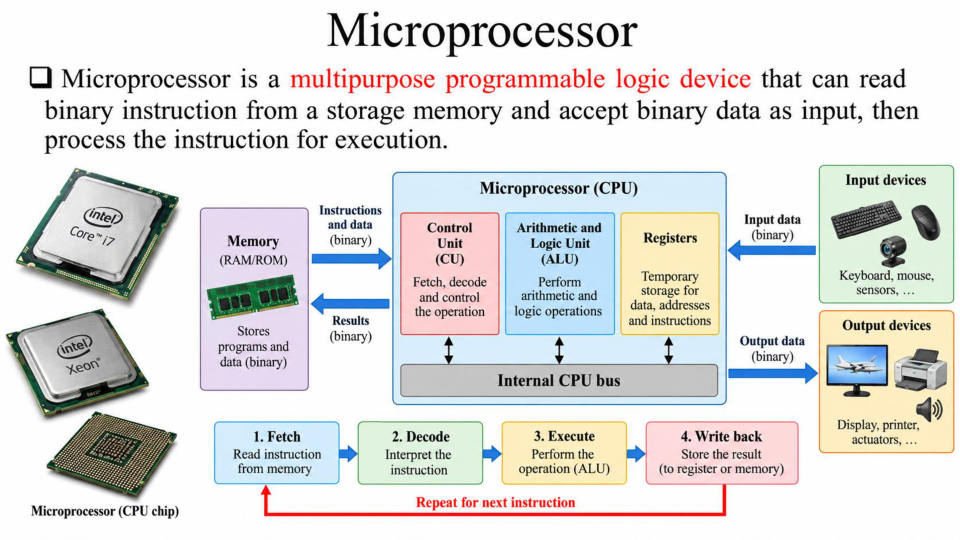 Microprocessor
❑ Microprocessor is a multipurpose programmable logic device that can read
binary instruction from a storage memory and accept binary data as input, then
process the instruction for execution.
intel
Core™ i7
intel
Xeon®
Microprocessor (CPU chip)
Memory
(RAM/ROM)
Stores
programs and
data (binary)
Instructions
and data
(binary)
Results
(binary)
Microprocessor (CPU)
Control
Unit
(CU)
Fetch, decode
and control
the operation
Arithmetic and
Logic Unit
(ALU)
Perform
arithmetic and
logic operations
Registers
Temporary
storage for
data, addresses
and instructions
Internal CPU bus
Input data
(binary)
Output data
(binary)
Input devices
Keyboard, mouse,
sensors, …
Output devices
Display, printer,
actuators, …
1. Fetch
Read instruction
from memory
2. Decode
Interpret the
instruction
3. Execute
Perform the
operation (ALU)
4. Write back
Store the result
(to register or memory)
Repeat for next instruction